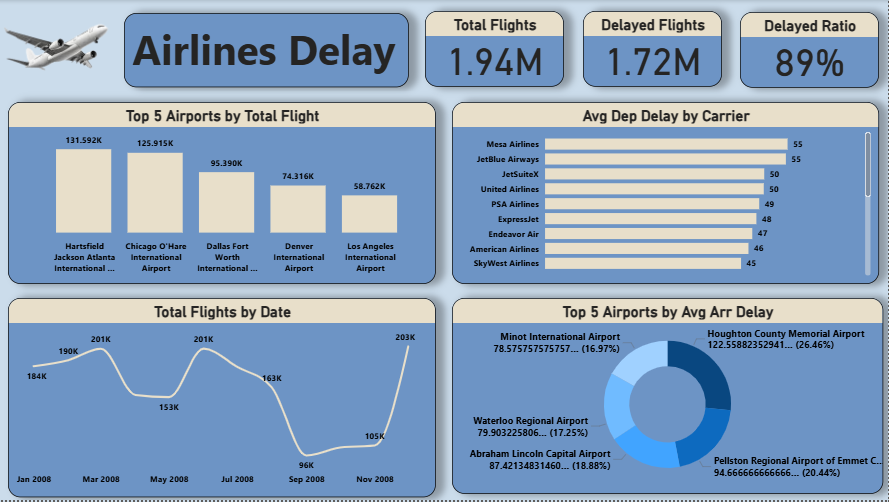 Airlines Delay
Total Flights
1.94M
Delayed Flights
1.72M
Delayed Ratio
89%
Top 5 Airports by Total Flight
131.592K
125.915K
95.390K
74.316K
58.762K
Hartsfield
Jackson Atlanta
International ...
Chicago O'Hare
International
Airport
Dallas Fort
Worth
International ...
Denver
International
Airport
Los Angeles
International
Airport
Avg Dep Delay by Carrier
Mesa Airlines 55
JetBlue Airways 55
JetSuiteX 50
United Airlines 50
PSA Airlines 49
ExpressJet 48
Endeavor Air 47
American Airlines 46
SkyWest Airlines 45
Total Flights by Date
184K
190K
201K
153K
201K
163K
96K
105K
203K
Jan 2008
Mar 2008
May 2008
Jul 2008
Sep 2008
Nov 2008
Top 5 Airports by Avg Arr Delay
Minot International Airport
78.575757575757... (16.97%)
Houghton County Memorial Airport
122.55882352941... (26.46%)
Waterloo Regional Airport
79.903225806... (17.25%)
Abraham Lincoln Capital Airport
87.42134831460... (18.88%)
Pellston Regional Airport of Emmet C...
94.666666666666... (20.44%)